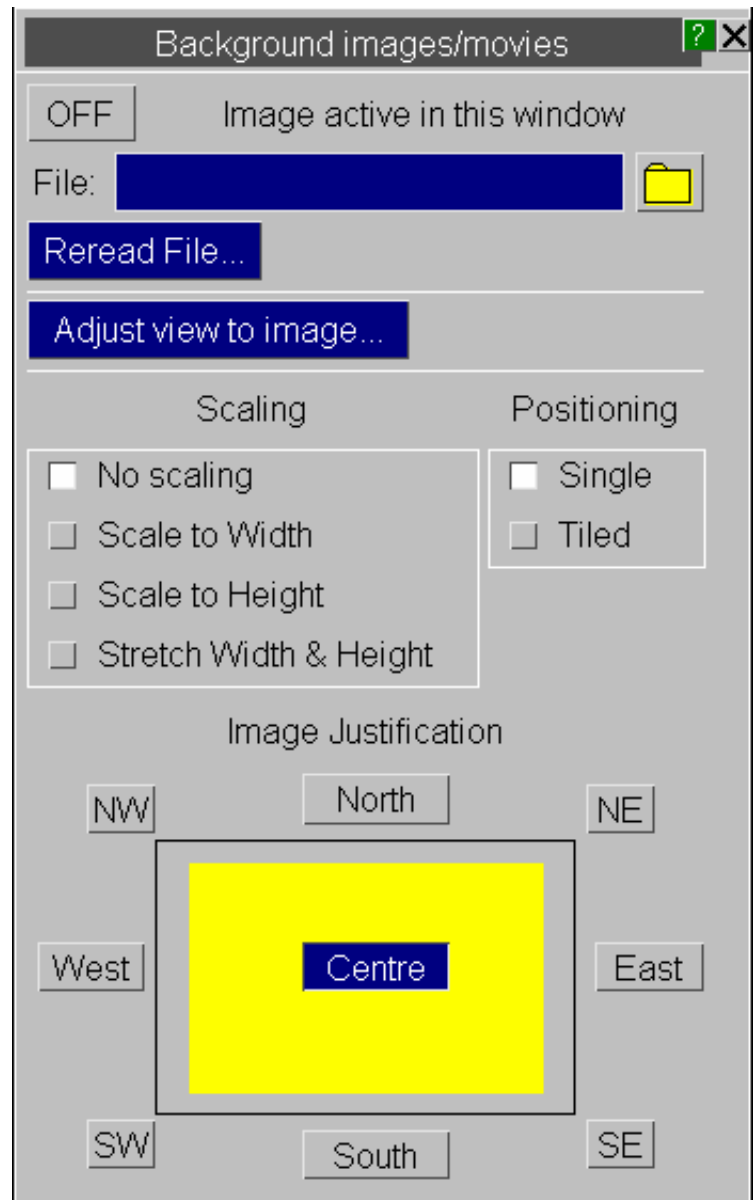 Background images/movies ?
OFF Image active in this window
File:
Reread File...
Adjust view to image...
Scaling Positioning
No scaling Single
Scale to Width Tiled
Scale to Height
Stretch Width & Height
Image Justification
NW North NE
West Centre East
SW South SE